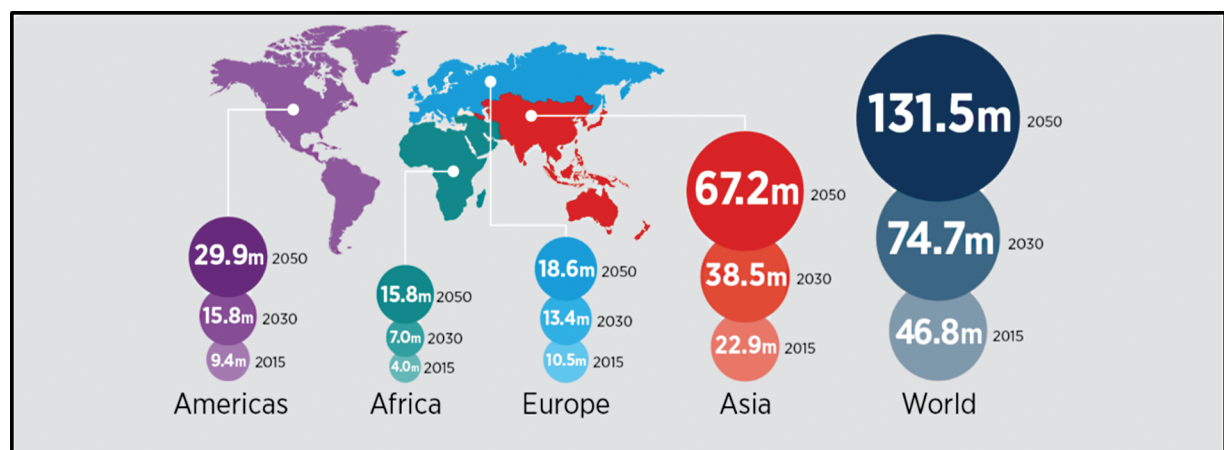 29.9m 2050
15.8m 2030
9.4m 2015
Americas
15.8m 2050
7.0m 2030
4.0m 2015
Africa
18.6m 2050
13.4m 2030
10.5m 2015
Europe
67.2m 2050
38.5m 2030
22.9m 2015
Asia
131.5m 2050
74.7m 2030
46.8m 2015
World